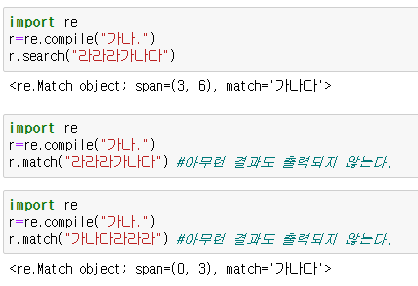 import re
r=re.compile("가나.")
r.search("라라라가나다")
<re.Match object; span=(3, 6), match='가나다'>
import re
r=re.compile("가나.")
r.match("라라라가나다") #아무런 결과도 출력되지 않는다.
import re
r=re.compile("가나.")
r.match("가나다라라라") #아무런 결과도 출력되지 않는다.
<re.Match object; span=(0, 3), match='가나다'>